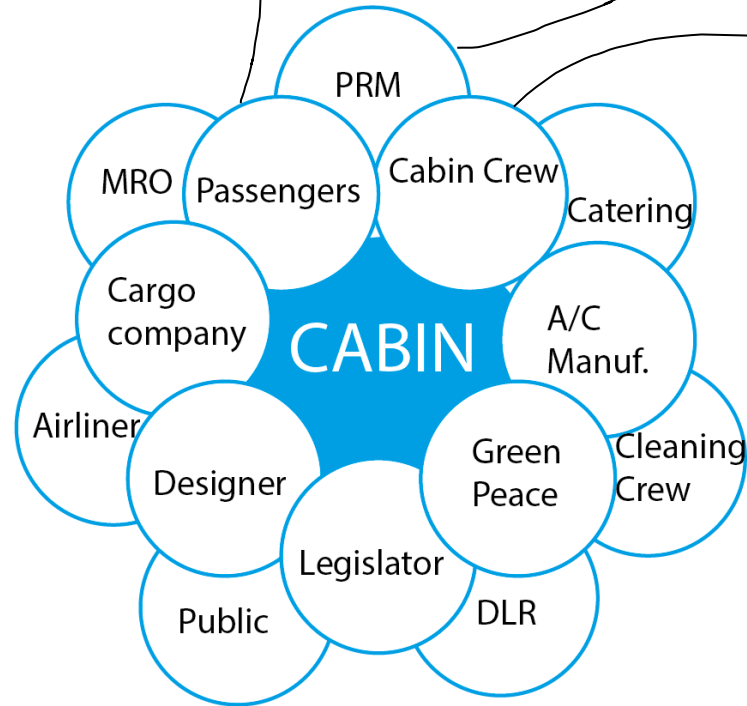 PRM
MRO
Passengers
Cabin Crew
Catering
Cargo
company
A/C
Manuf.
CABIN
Airliner
Designer
Green
Peace
Cleaning
Crew
Legislator
Public
DLR